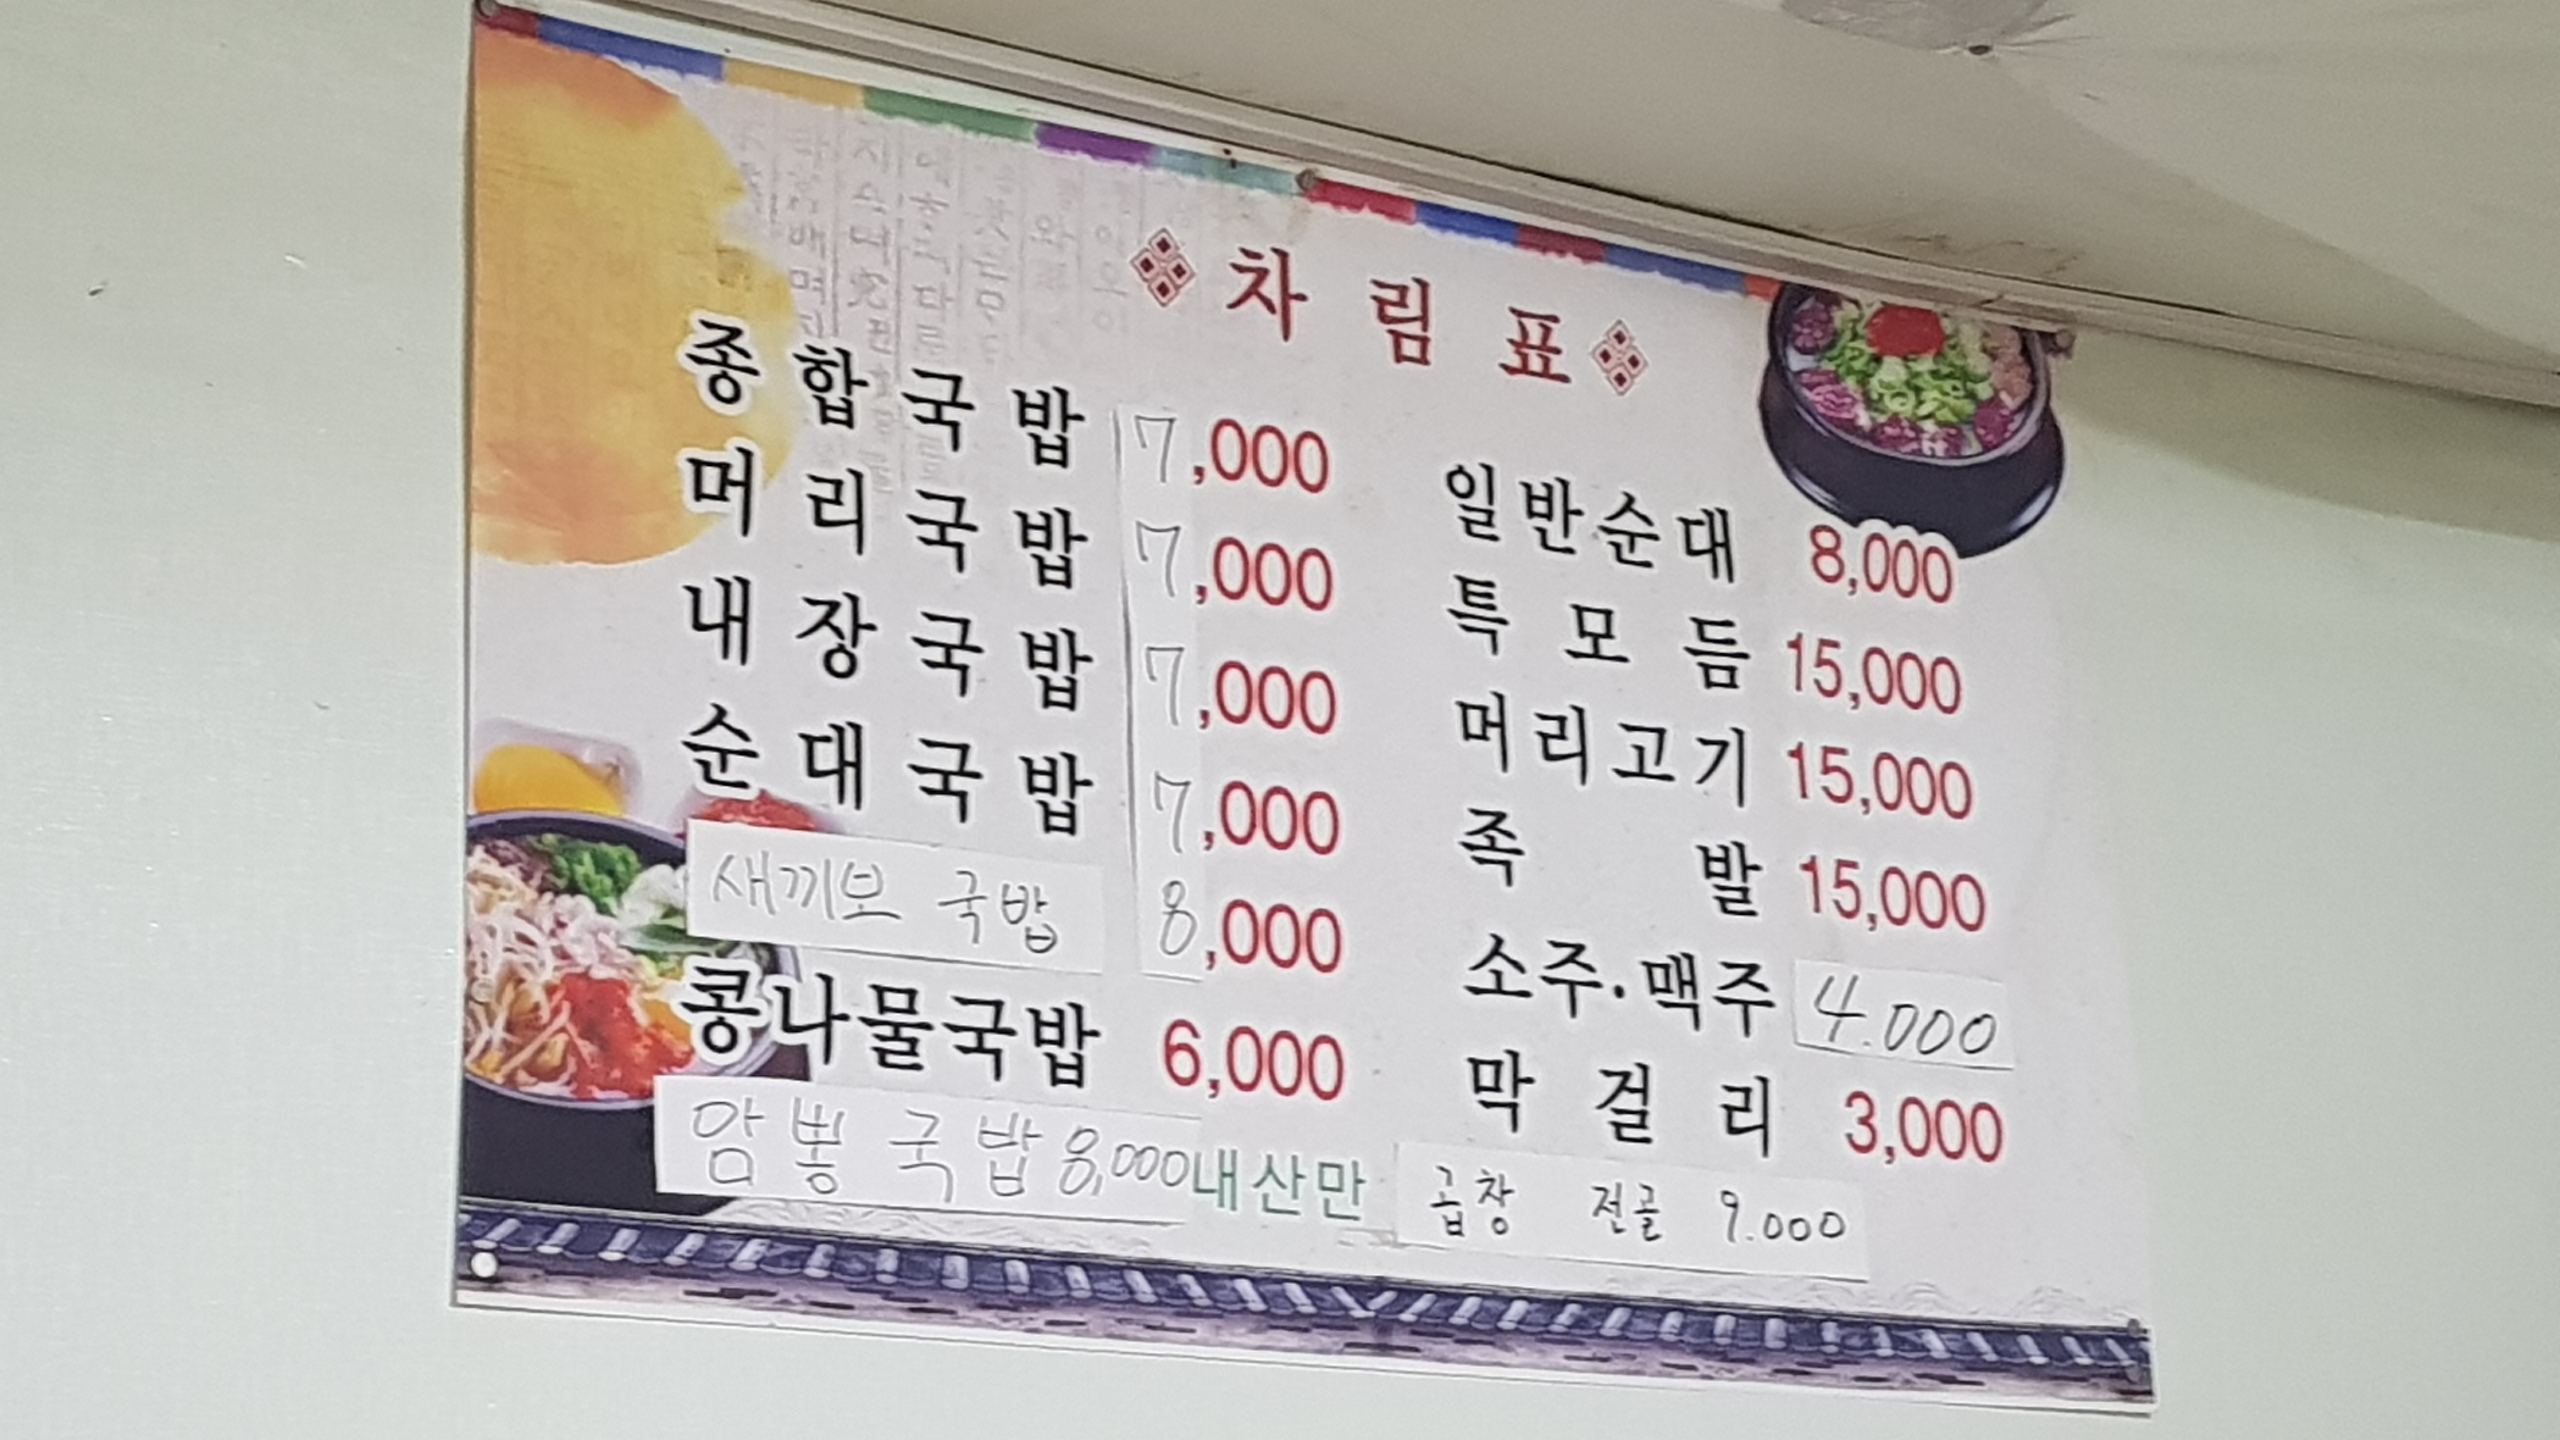 차림표
종합국밥 7,000
머리국밥 7,000
내장국밥 7,000
순대국밥 7,000
새끼보 국밥 8,000
콩나물국밥 6,000
암뽕국밥 8,000
내산만
일반순대 8,000
특모듬 15,000
머리고기 15,000
족발 15,000
소주·맥주 4.000
막걸리 3,000
곱창 전골 9.000